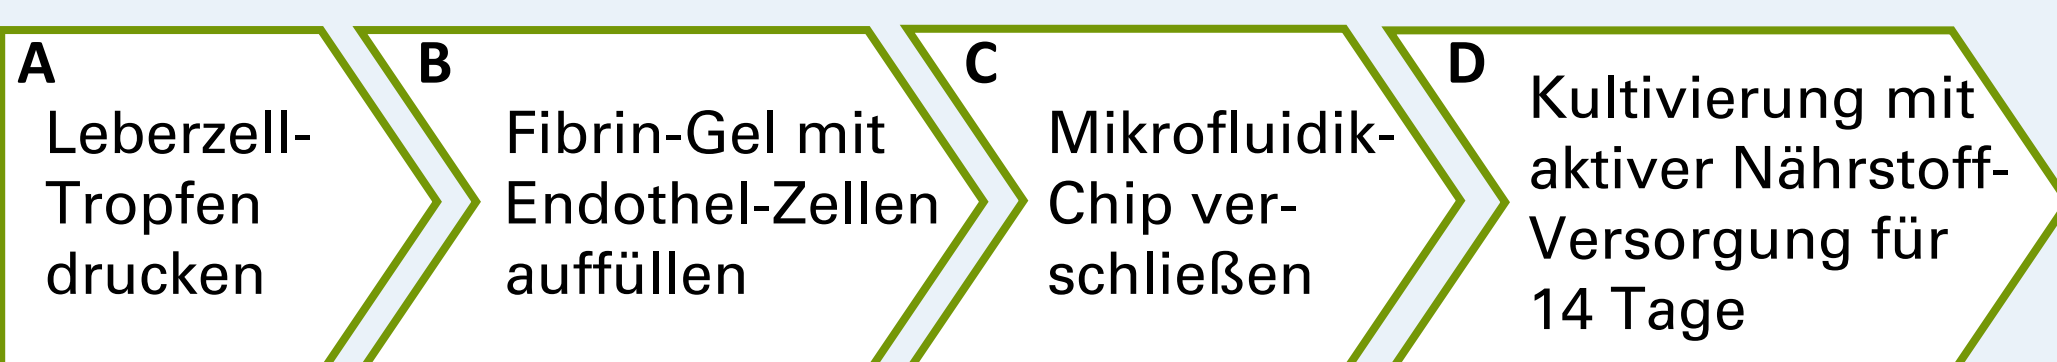 A
Leberzell-
Tropfen
drucken
B
Fibrin-Gel mit
Endothel-Zellen
auffüllen
C
Mikrofluidik-
Chip ver-
schließen
D
Kultivierung mit
aktiver Nährstoff-
Versorgung für
14 Tage